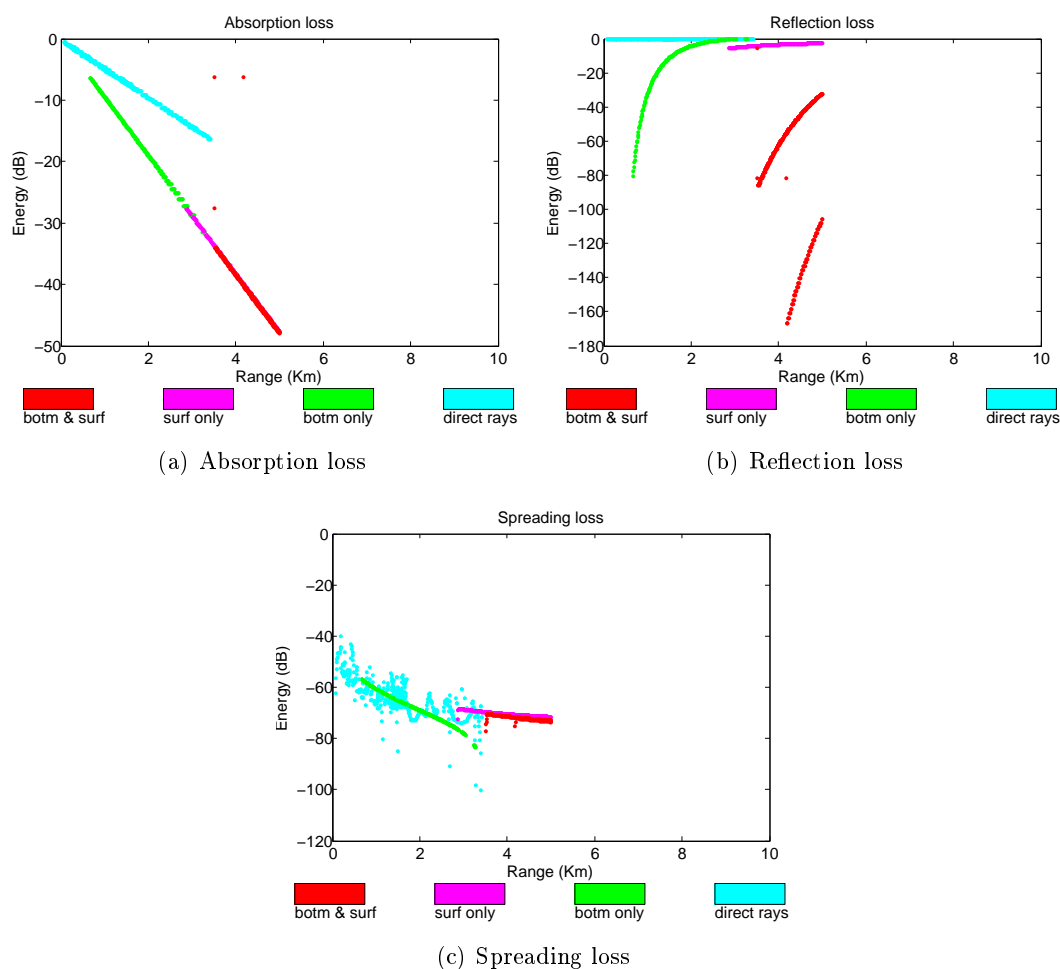 Absorption loss
0
−10
−20
−30
−40
−50
Energy (dB)
0 2 4 6 8 10
Range (Km)
botm & surf surf only botm only direct rays
(a) Absorption loss
Reflection loss
0
−20
−40
−60
−80
−100
−120
−140
−160
−180
Energy (dB)
0 2 4 6 8 10
Range (Km)
botm & surf surf only botm only direct rays
(b) Reflection loss
Spreading loss
0
−20
−40
−60
−80
−100
−120
Energy (dB)
0 2 4 6 8 10
Range (Km)
botm & surf surf only botm only direct rays
(c) Spreading loss